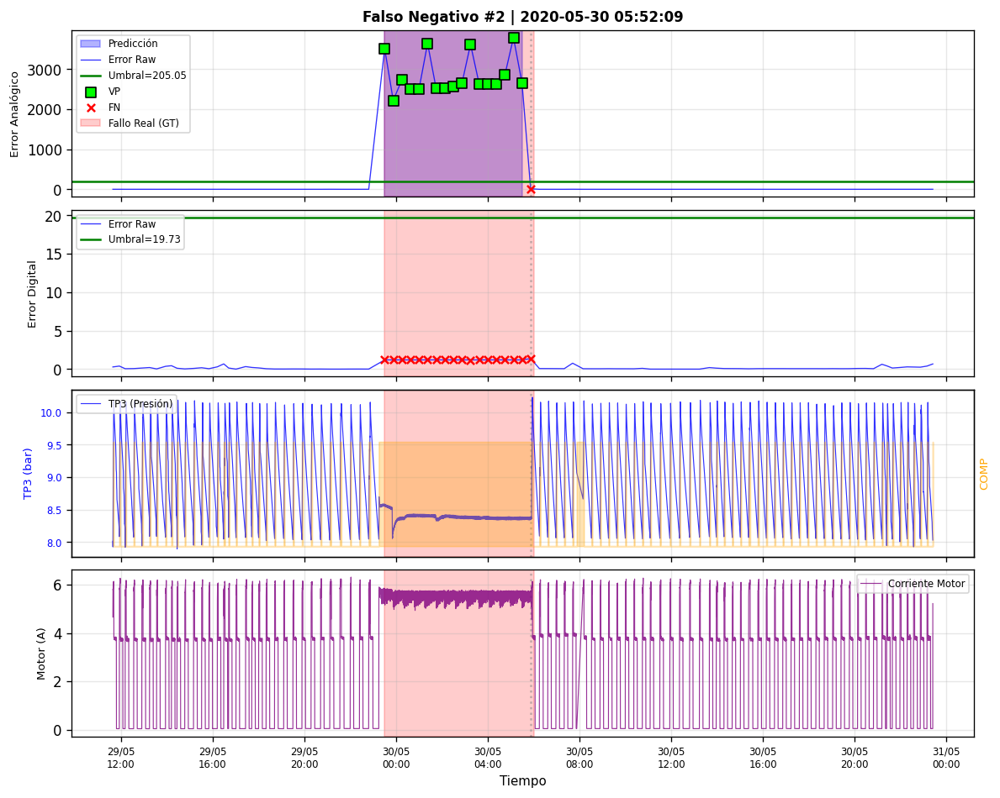 Falso Negativo #2 | 2020-05-30 05:52:09
Error Analógico
3000
2000
1000
0
Predicción
Error Raw
Umbral=205.05
VP
FN
Fallo Real (GT)
Error Digital
20
15
10
5
0
Error Raw
Umbral=19.73
TP3 (bar)
10.0
9.5
9.0
8.5
8.0
TP3 (Presión)
COMP
Motor (A)
6
4
2
0
Corriente Motor
29/05 29/05 29/05 30/05 30/05 30/05 30/05 30/05 30/05 31/05
12:00 16:00 20:00 00:00 04:00 08:00 12:00 16:00 20:00 00:00
Tiempo